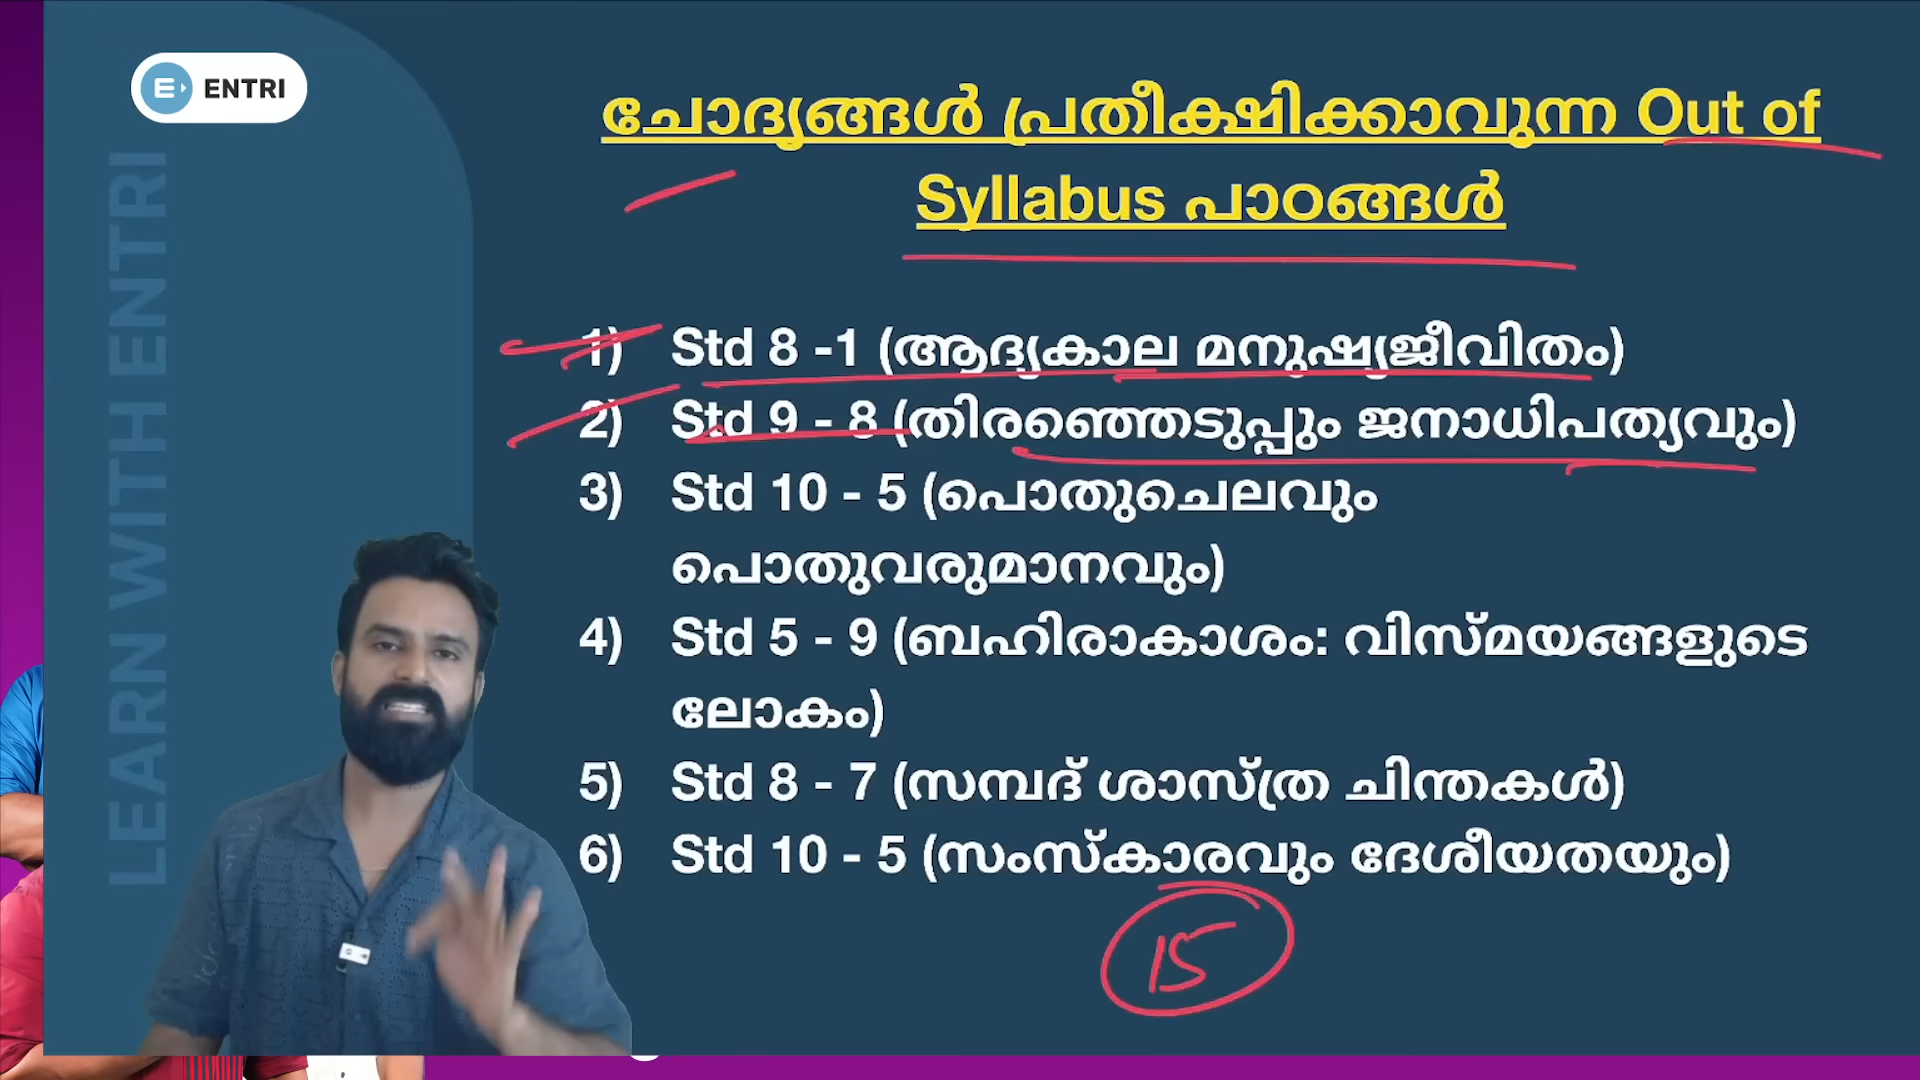 ENTRI
LEARN WITH ENTRI
ചോദ്യങ്ങൾ പ്രതീക്ഷിക്കാവുന്ന Out of
Syllabus പാഠങ്ങൾ
1) Std 8 -1 (ആദ്യകാല മനുഷ്യജീവിതം)
2) Std 9 - 8 (തിരഞ്ഞെടുപ്പും ജനാധിപത്യവും)
3) Std 10 - 5 (പൊതുചെലവും
പൊതുവരുമാനവും)
4) Std 5 - 9 (ബഹിരാകാശം: വിസ്മയങ്ങളുടെ
ലോകം)
5) Std 8 - 7 (സമ്പദ് ശാസ്ത്ര ചിന്തകൾ)
6) Std 10 - 5 (സംസ്കാരവും ദേശീയതയും)
15